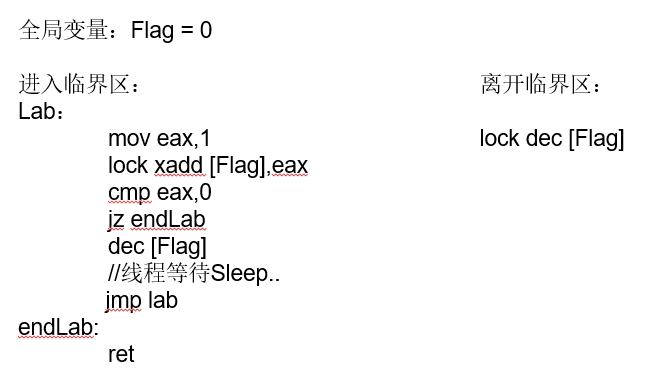 全局变量：Flag = 0
进入临界区：
Lab：
mov eax,1
lock xadd [Flag],eax
cmp eax,0
jz endLab
dec [Flag]
//线程等待Sleep..
jmp lab
endLab:
ret
离开临界区：
lock dec [Flag]